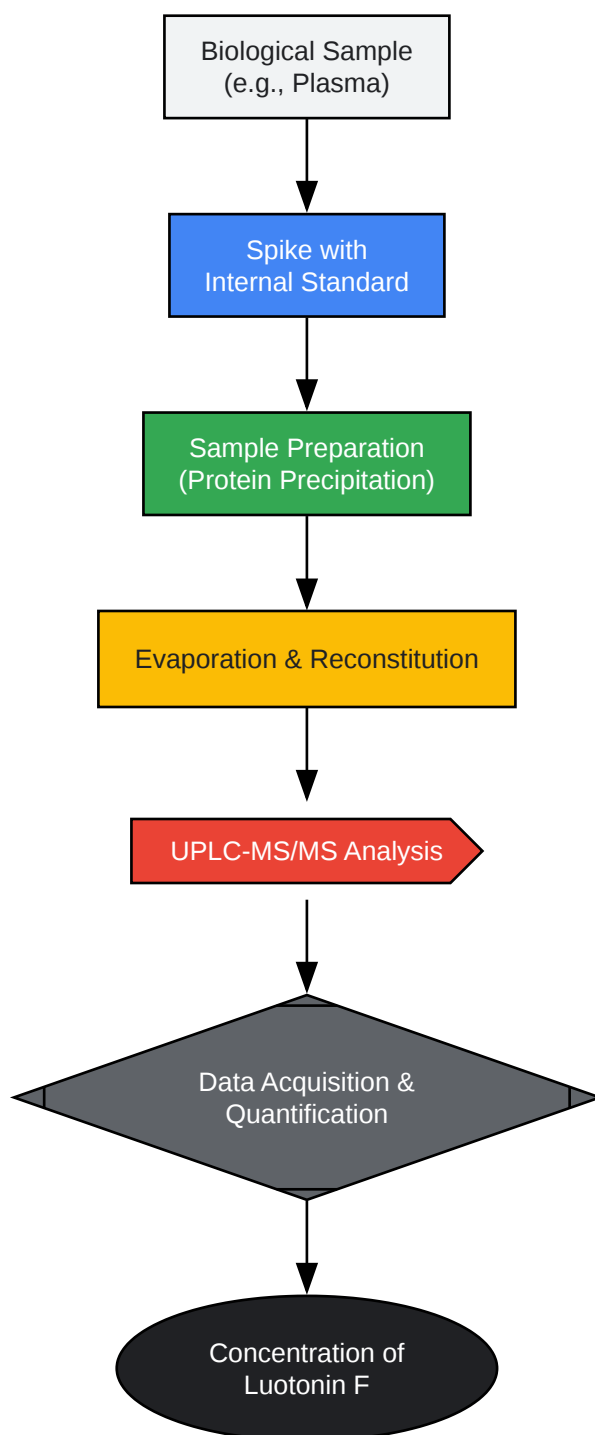 Biological Sample
(e.g., Plasma)
Spike with
Internal Standard
Sample Preparation
(Protein Precipitation)
Evaporation & Reconstitution
UPLC-MS/MS Analysis
Data Acquisition &
Quantification
Concentration of
Luotonin F